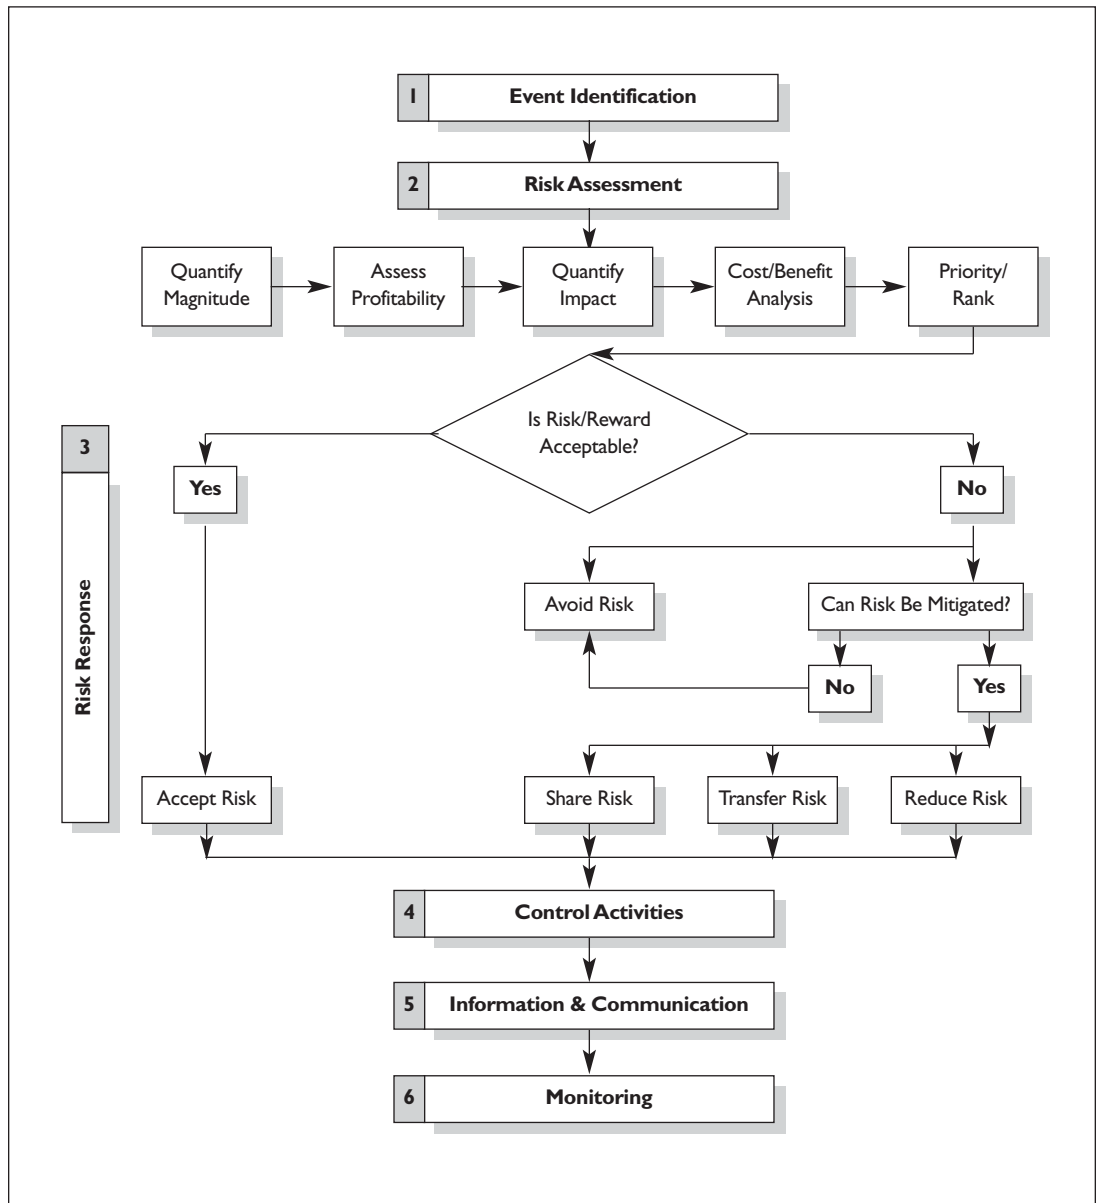 1 Event Identification
2 Risk Assessment
Quantify
Magnitude
Assess
Profitability
Quantify
Impact
Cost/Benefit
Analysis
Priority/
Rank
Is Risk/Reward
Acceptable?
3
Risk Response
Yes
No
Avoid Risk
Can Risk Be Mitigated?
No
Yes
Accept Risk
Share Risk
Transfer Risk
Reduce Risk
4 Control Activities
5 Information & Communication
6 Monitoring